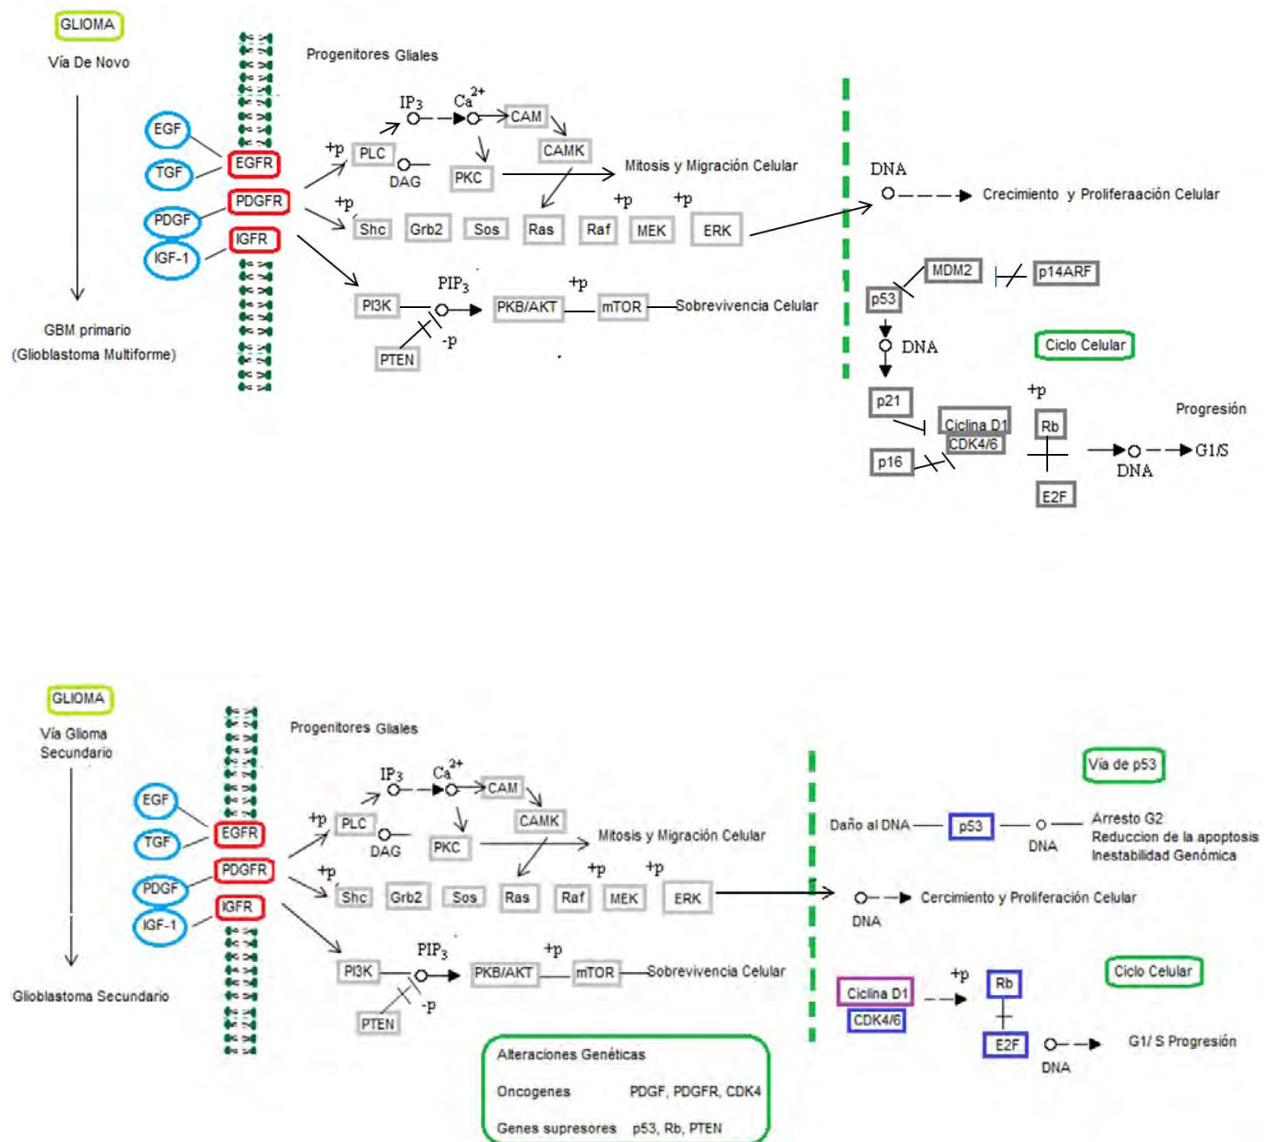 GLIOMA
Vía De Novo
Progenitores Gliales
EGF
TGF
PDGF
IGF-1
EGFR
PDGFR
IGFR
GBM primario
(Glioblastoma Multiforme)
+p
PLC
IP3
Ca2+
CAM
CAMK
DAG
PKC
Mitosis y Migración Celular
+p
Shc
Grb2
Sos
Ras
Raf
+p
MEK
+p
ERK
PI3K
PIP3
PTEN
-p
PKB/AKT
+p
mTOR
Sobrevivencia Celular
DNA
Crecimiento y Proliferaación Celular
MDM2
p14ARF
p53
DNA
Ciclo Celular
p21
Ciclina D1
CDK4/6
p16
+p
Rb
E2F
DNA
Progresión
G1/S
GLIOMA
Vía Glioma
Secundario
Progenitores Gliales
EGF
TGF
PDGF
IGF-1
EGFR
PDGFR
IGFR
Glioblastoma Secundario
+p
PLC
IP3
Ca2+
CAM
CAMK
DAG
PKC
Mitosis y Migración Celular
+p
Shc
Grb2
Sos
Ras
Raf
+p
MEK
+p
ERK
PI3K
PIP3
PTEN
-p
PKB/AKT
+p
mTOR
Sobrevivencia Celular
Vía de p53
Daño al DNA
p53
DNA
Arresto G2
Reduccion de la apoptosis
Inestabilidad Genómica
DNA
Cercimiento y Proliferación Celular
Ciclo Celular
Ciclina D1
CDK4/6
+p
Rb
E2F
DNA
G1/ S Progresión
Alteraciones Genéticas
Oncogenes PDGF, PDGFR, CDK4
Genes supresores p53, Rb, PTEN